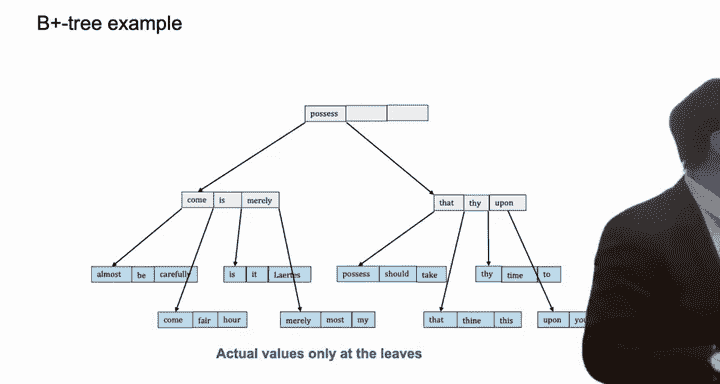 B+-tree example
possess
come is merely
that thy upon
almost be carefully
is it Laertes
possess should take
thy time to
come fair hour
merely most my
that thine this
upon
Actual values only at the leaves